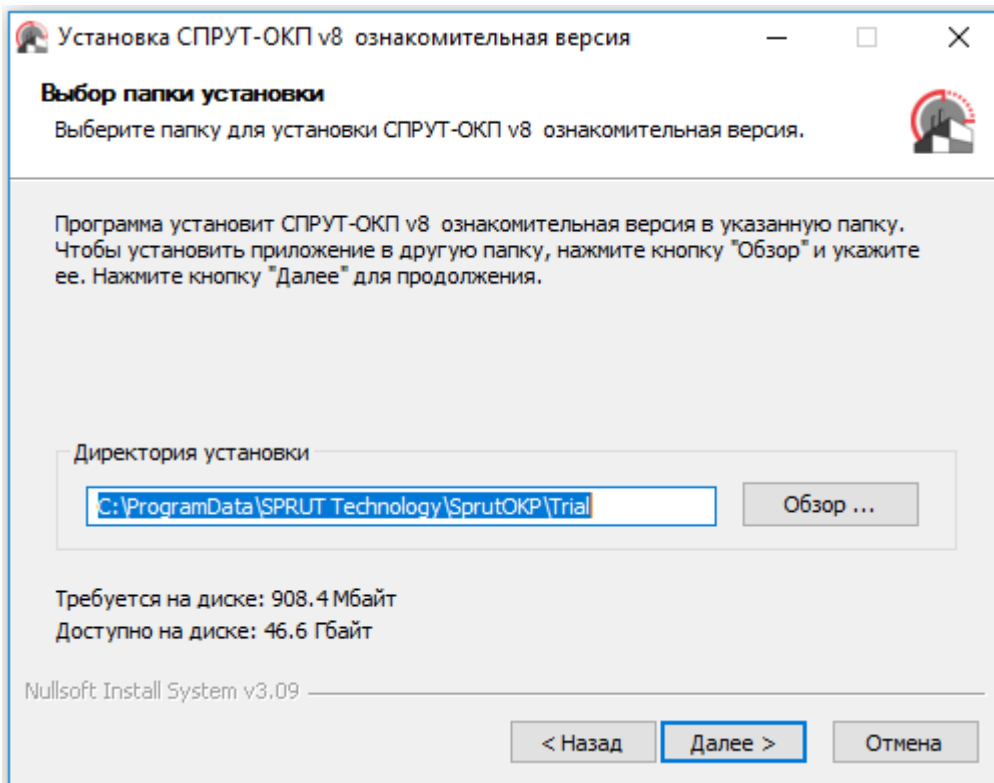 Установка СПРУТ-ОКП v8  ознакомительная версия
Выбор папки установки
Выберите папку для установки СПРУТ-ОКП v8  ознакомительная версия.
Программа установит СПРУТ-ОКП v8  ознакомительная версия в указанную папку.
Чтобы установить приложение в другую папку, нажмите кнопку "Обзор" и укажите
ее. Нажмите кнопку "Далее" для продолжения.
Директория установки
C:\ProgramData\SPRUT Technology\SprutOKP\Trial
Обзор ...
Требуется на диске: 908.4 Мбайт
Доступно на диске: 46.6 Гбайт
Nullsoft Install System v3.09
< Назад
Далее >
Отмена